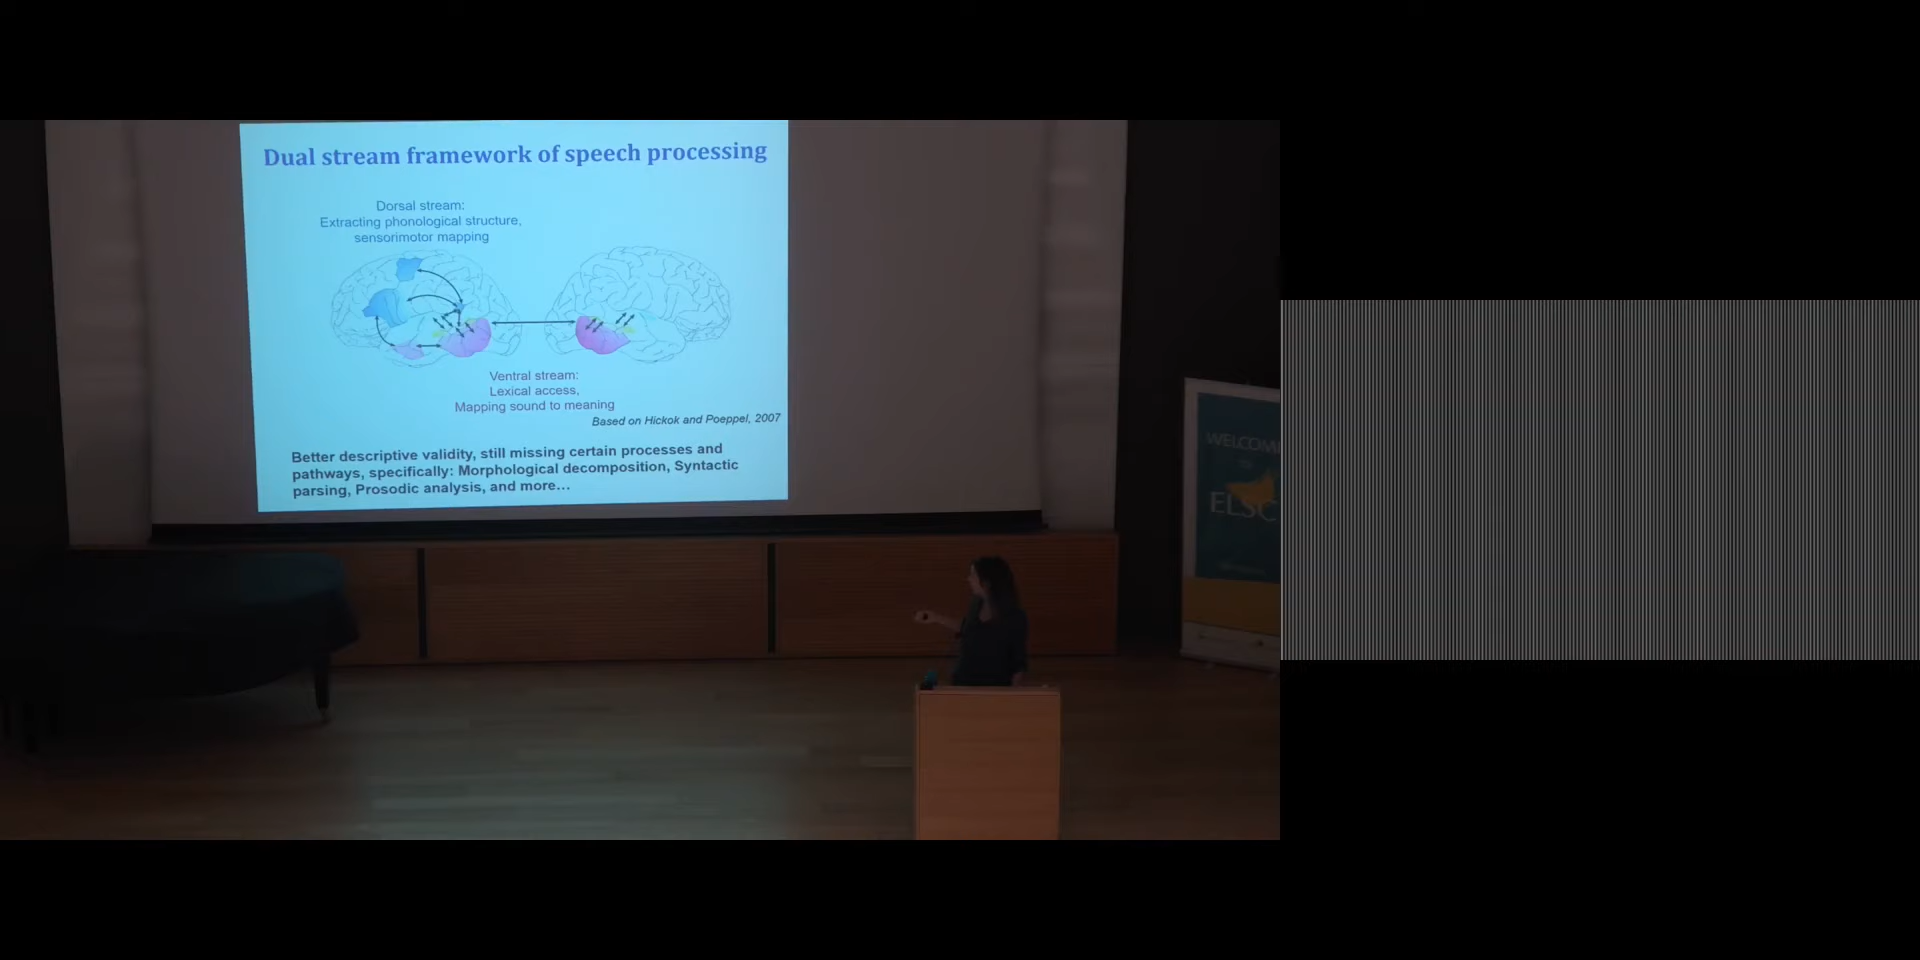 Dual stream framework of speech processing
Dorsal stream:
Extracting phonological structure,
sensorimotor mapping
Ventral stream:
Lexical access,
Mapping sound to meaning
Based on Hickok and Poeppel, 2007
Better descriptive validity, still missing certain processes and
pathways, specifically: Morphological decomposition, Syntactic
parsing, Prosodic analysis, and more...
WELCOM
ELSC